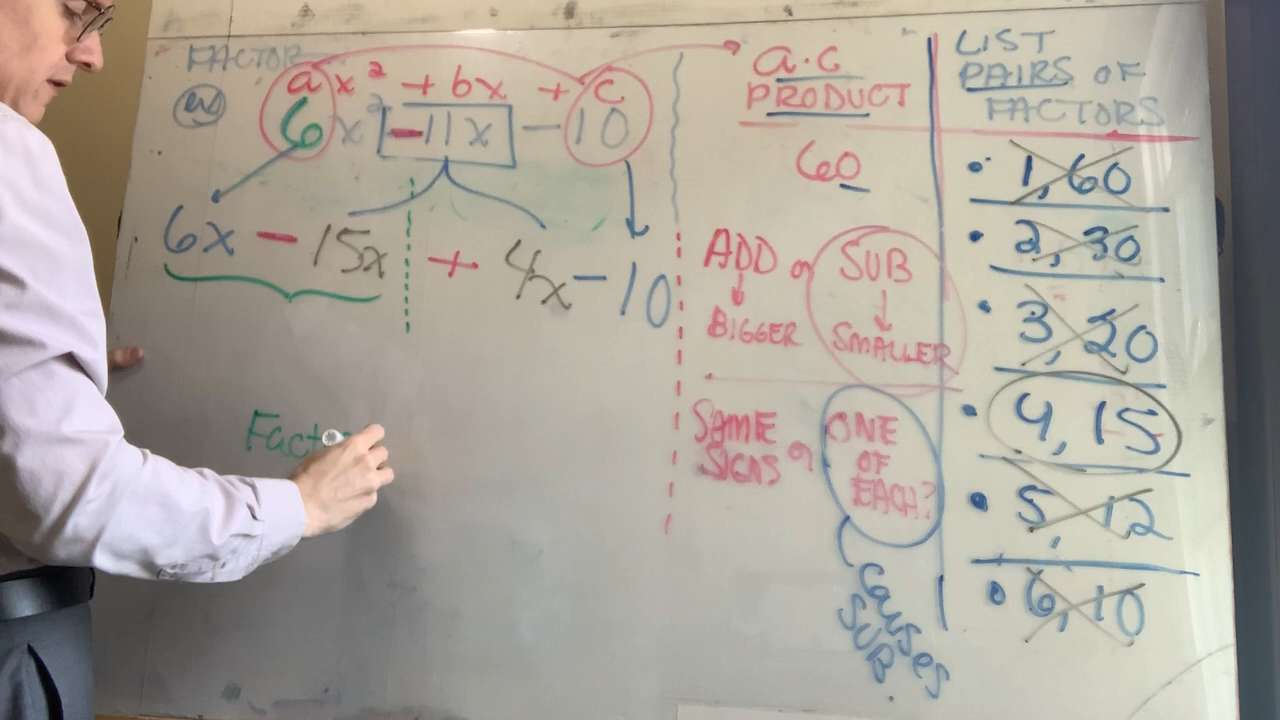 FACTOR
ax² + bx + c
ex
6x² -11x -10
6x - 15x + 4x - 10
Fact
a.c
PRODUCT
60
ADD or SUB
BIGGER SMALLER
SAME
SIGNS or ONE
OF
EACH?
causes
SUB.
LIST
PAIRS OF
FACTORS
• 1, 60
• 2, 30
• 3, 20
• 4, 15
• 5, 12
• 6, 10